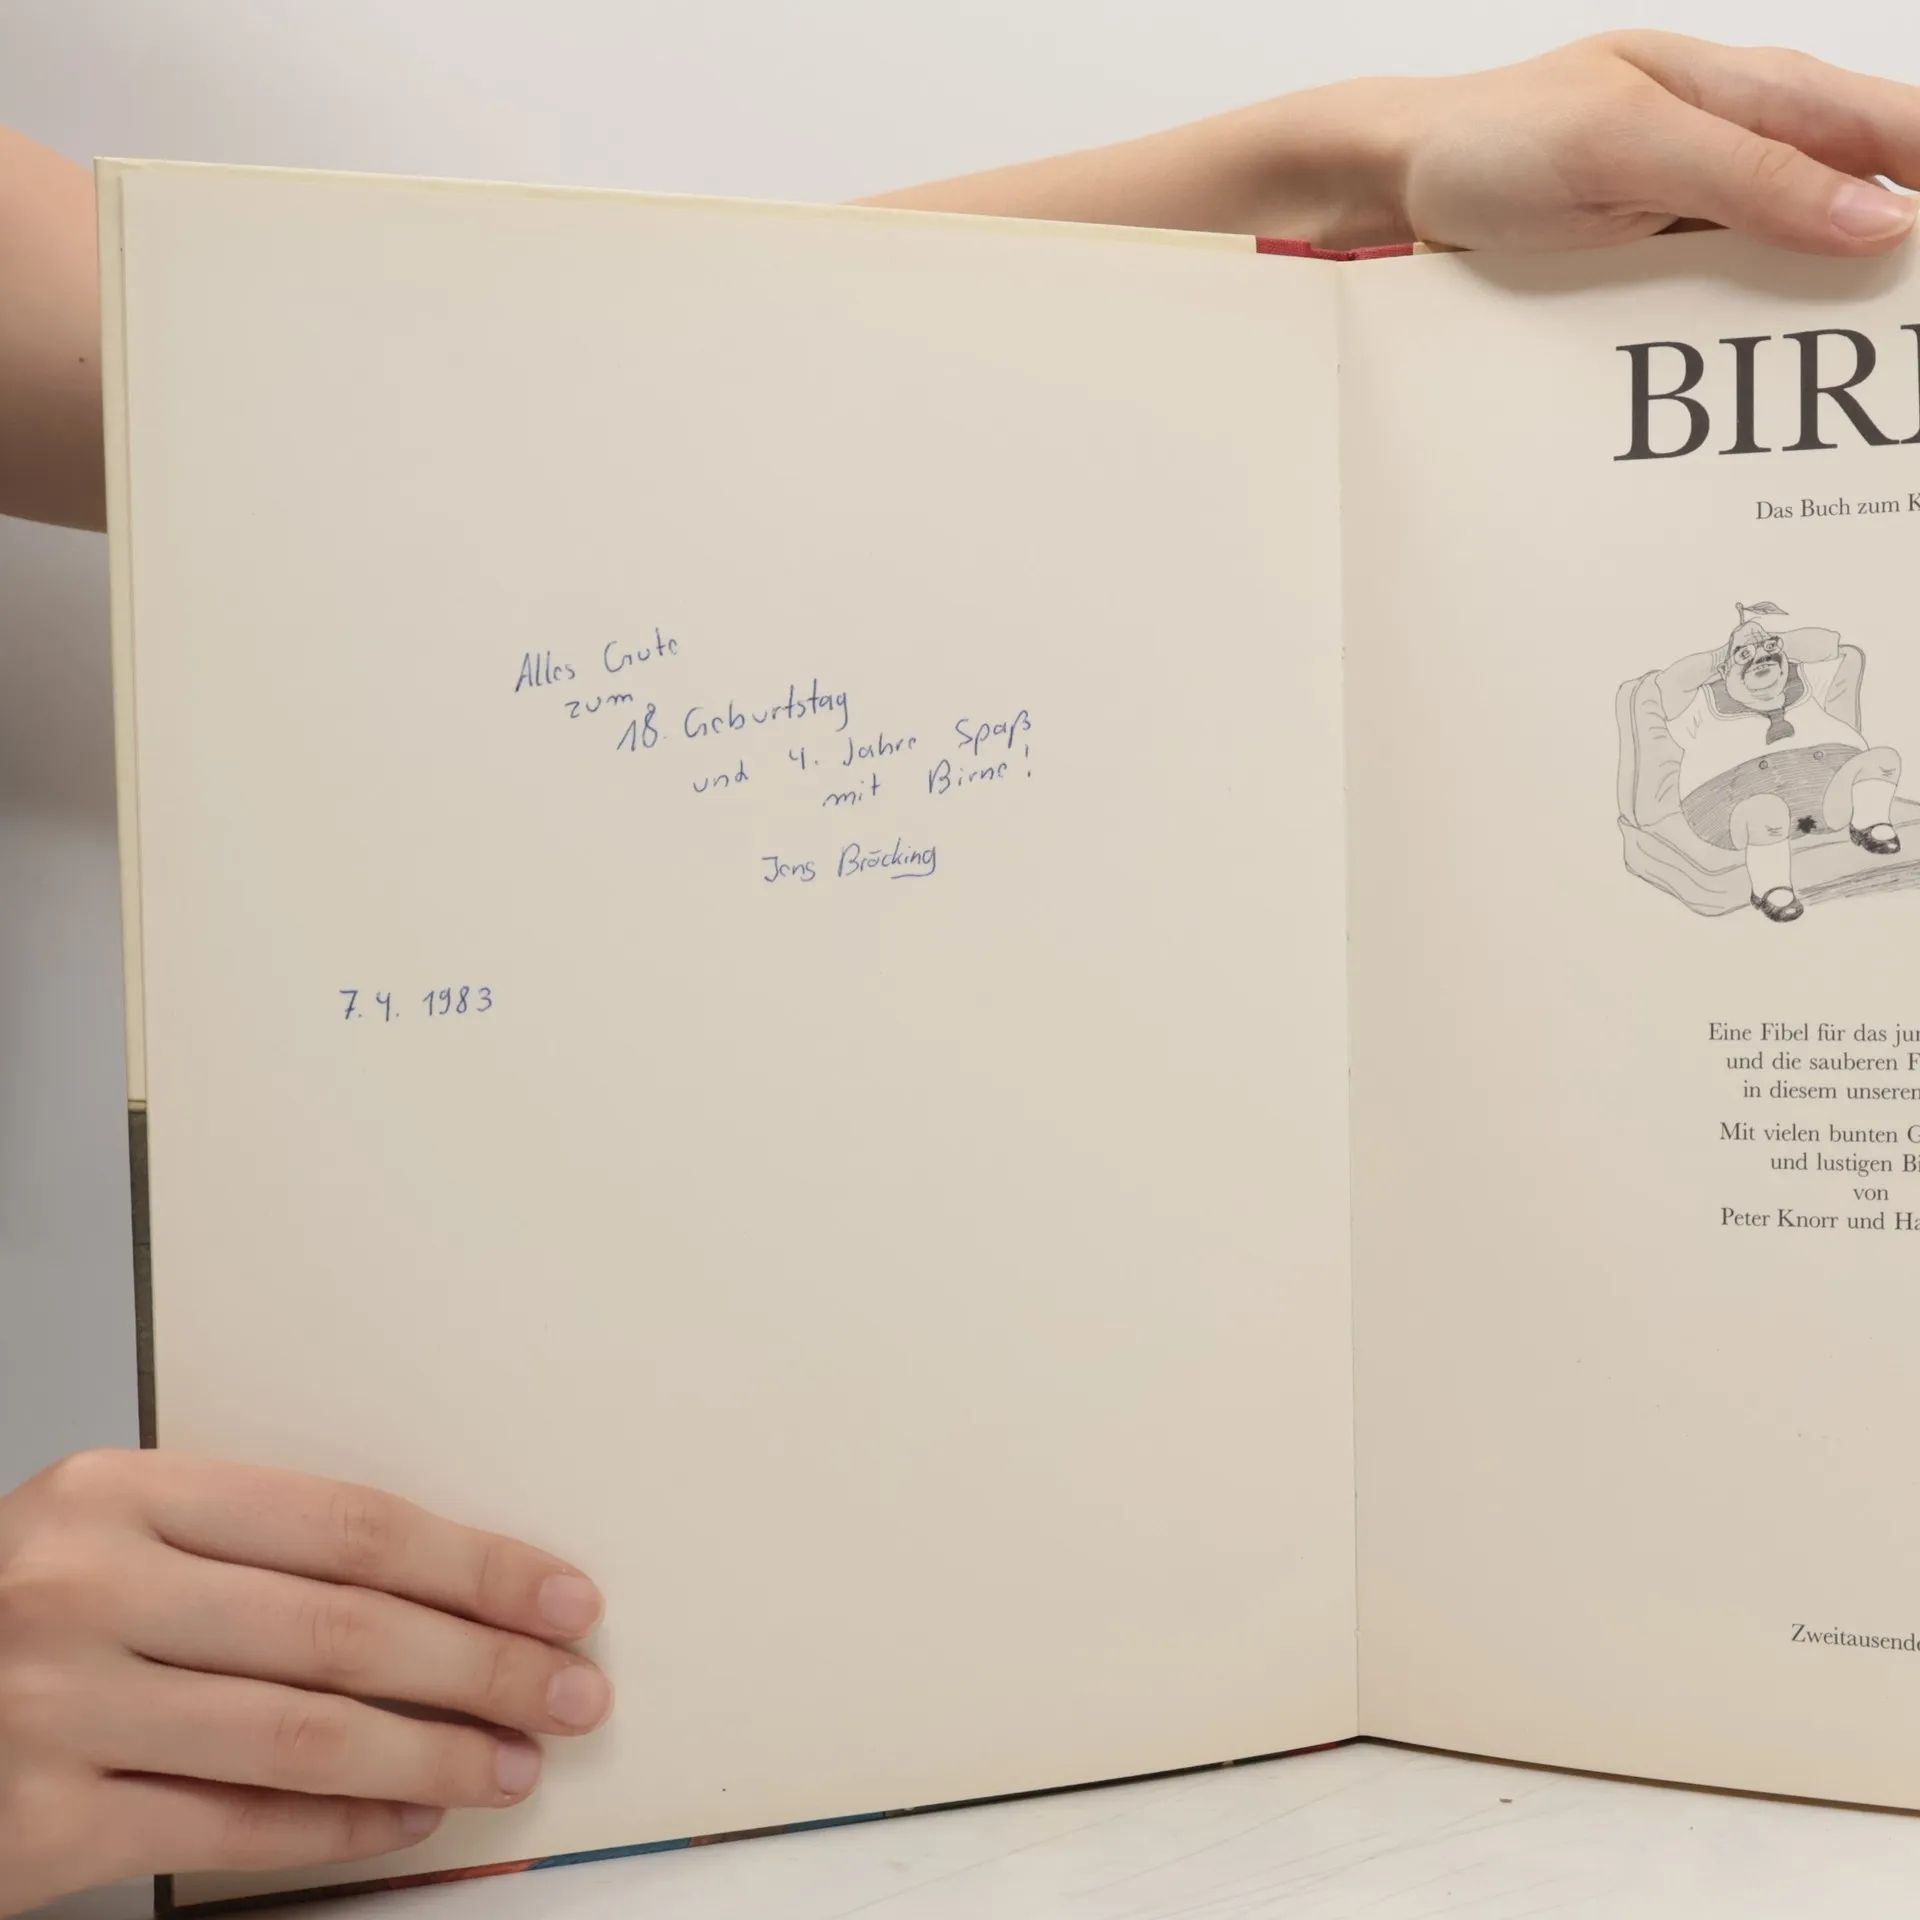 Alles Gute
zum
18. Geburtstag
und 4. Jahre Spaß
mit Birne!
Jens Bröcking
7.4. 1983
BIR
Das Buch zum K
Eine Fibel für das jun
und die sauberen F
in diesem unseren
Mit vielen bunten G
und lustigen Bi
von
Peter Knorr und Ha
Zweitausende